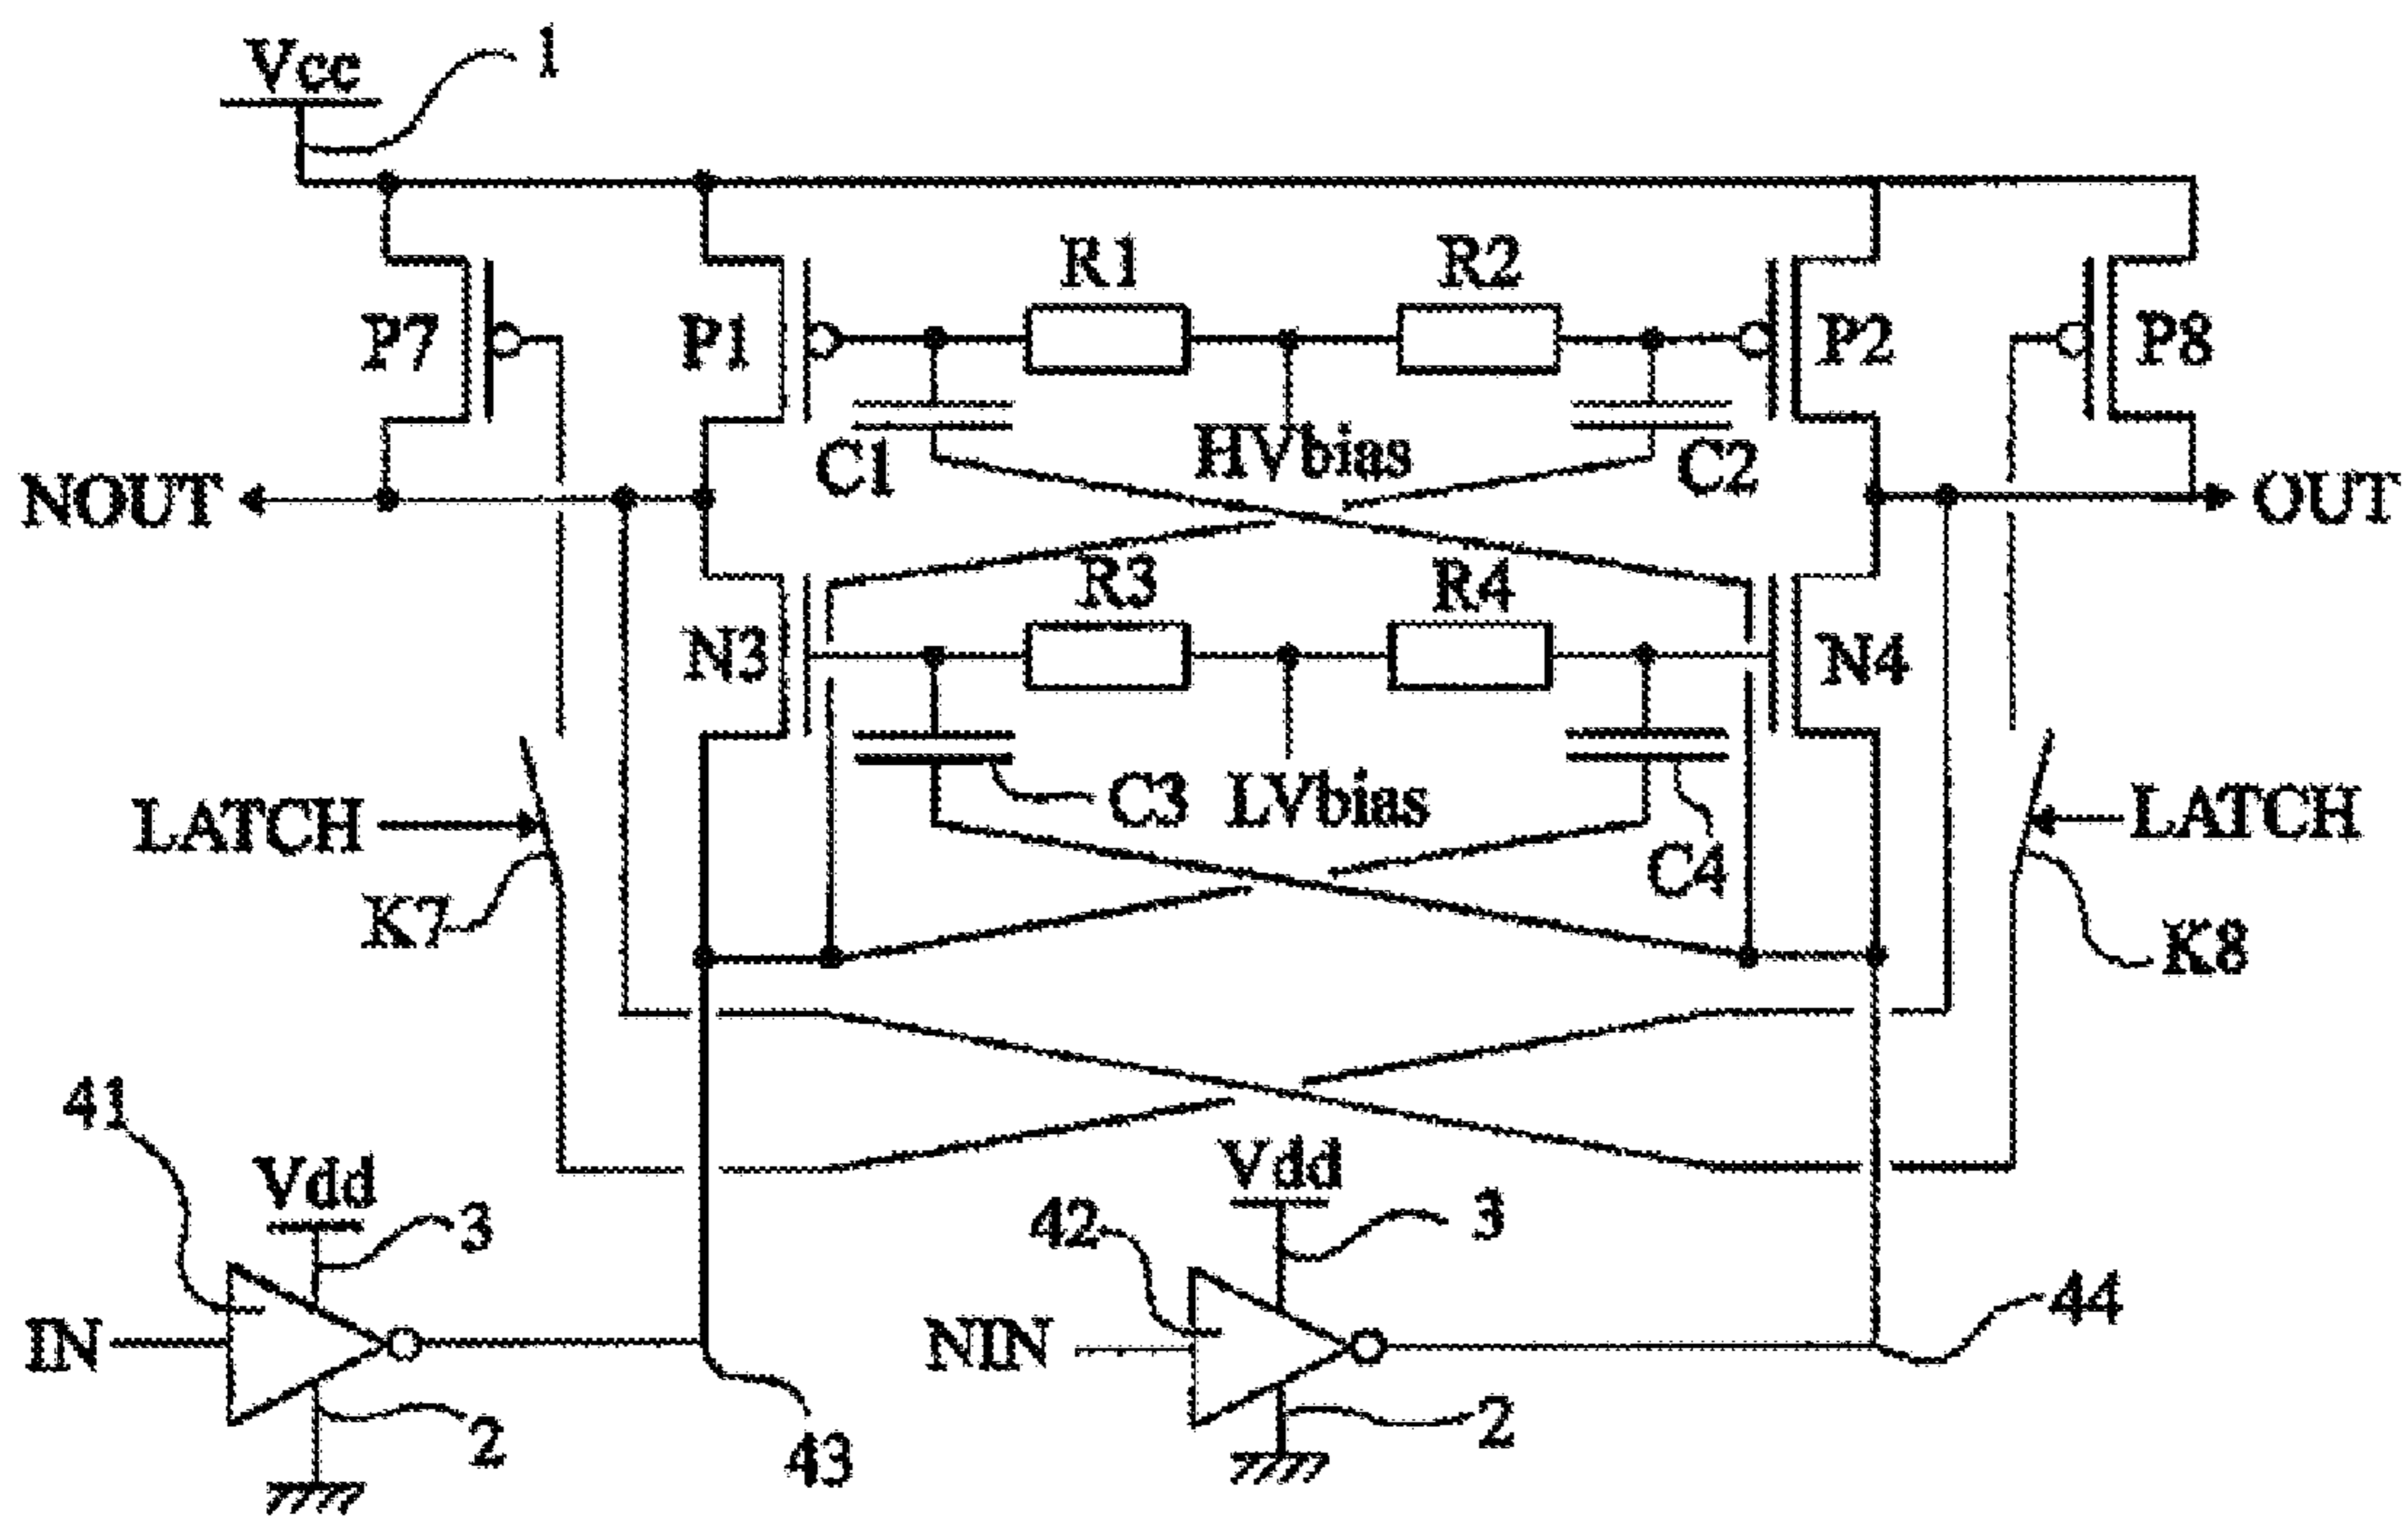 Vcc
1
R1
R2
P7
P1
P2
P8
C1
HVbias
C2
NOUT
OUT
R3
R4
N3
N4
C3
LVbias
LATCH
LATCH
C4
K7
K8
41
Vdd
3
Vdd
42
3
44
IN
NIN
2
43
2